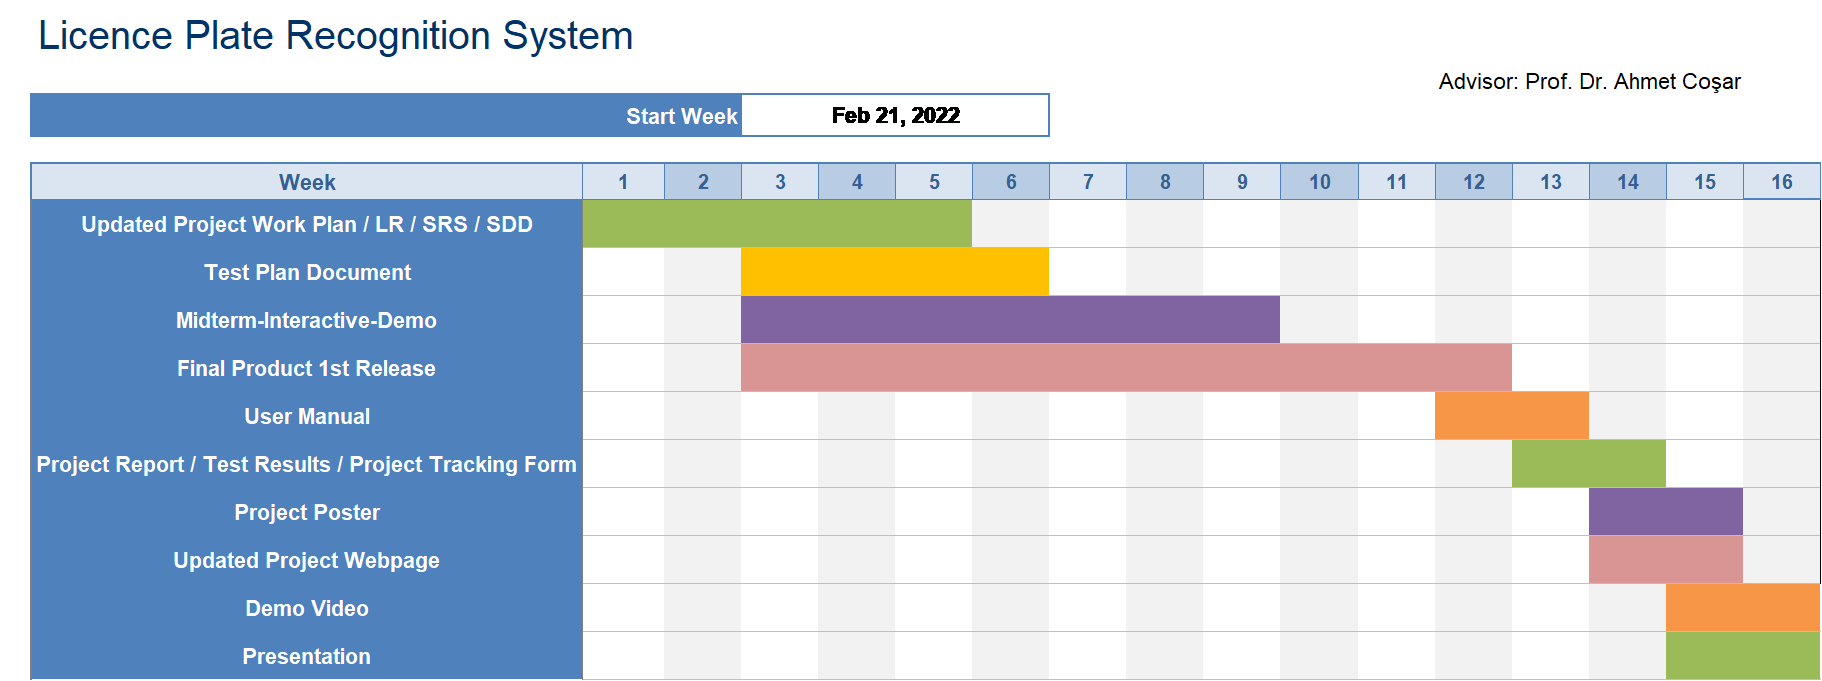 Licence Plate Recognition System
Advisor: Prof. Dr. Ahmet Coşar
Start Week Feb 21, 2022
Week 1 2 3 4 5 6 7 8 9 10 11 12 13 14 15 16
Updated Project Work Plan / LR / SRS / SDD
Test Plan Document
Midterm-Interactive-Demo
Final Product 1st Release
User Manual
Project Report / Test Results / Project Tracking Form
Project Poster
Updated Project Webpage
Demo Video
Presentation